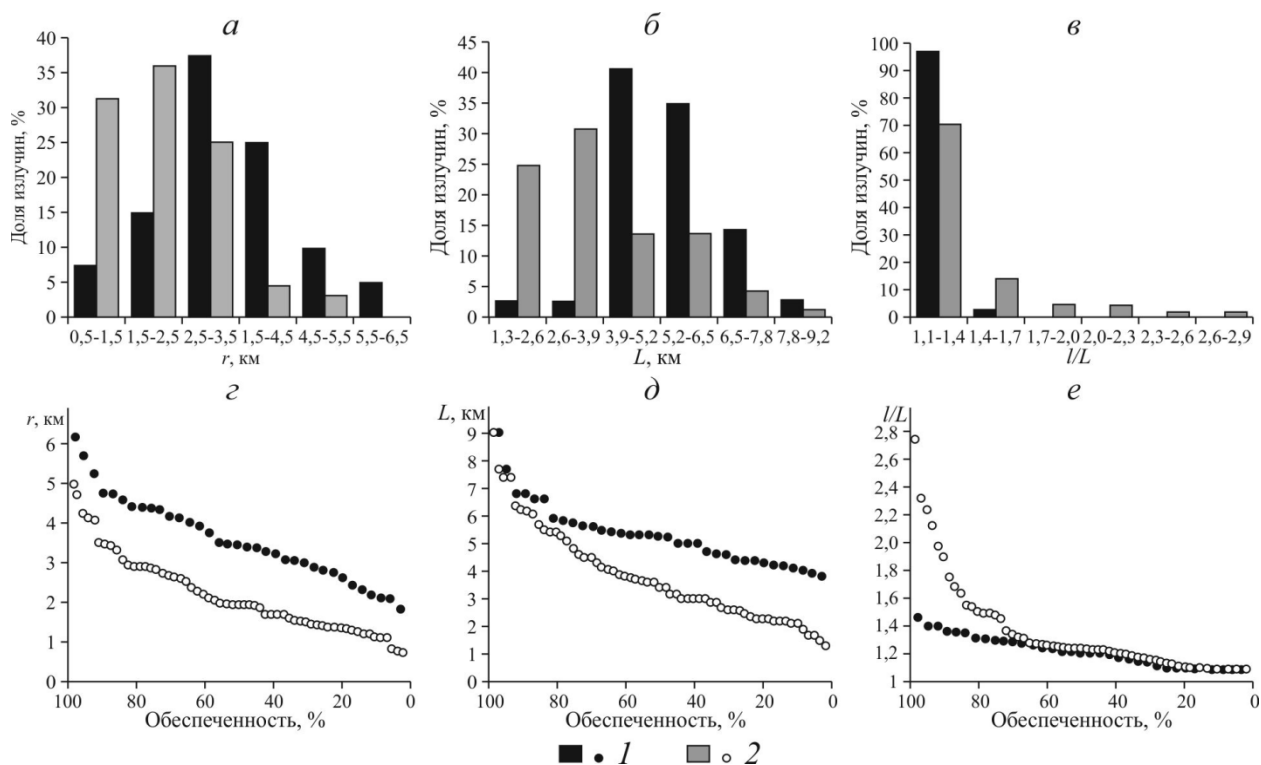 а
Доля излучин, %
40
35
30
25
20
15
10
5
0
0,5-1,5 1,5-2,5 2,5-3,5 1,5-4,5 4,5-5,5 5,5-6,5
r, км
б
Доля излучин, %
45
40
35
30
25
20
15
10
5
0
1,3-2,6 2,6-3,9 3,9-5,2 5,2-6,5 6,5-7,8 7,8-9,2
L, км
в
Доля излучин, %
100
90
80
70
60
50
40
30
20
10
0
1,1-1,4 1,4-1,7 1,7-2,0 2,0-2,3 2,3-2,6 2,6-2,9
l/L
г
r, км
6
5
4
3
2
1
0
100 80 60 40 20 0
Обеспеченность, %
д
L, км
10
9
8
7
6
5
4
3
2
1
0
100 80 60 40 20 0
Обеспеченность, %
е
l/L
2,8
2,6
2,4
2,2
2,0
1,8
1,6
1,4
1,2
1
100 80 60 40 20 0
Обеспеченность, %
1 2